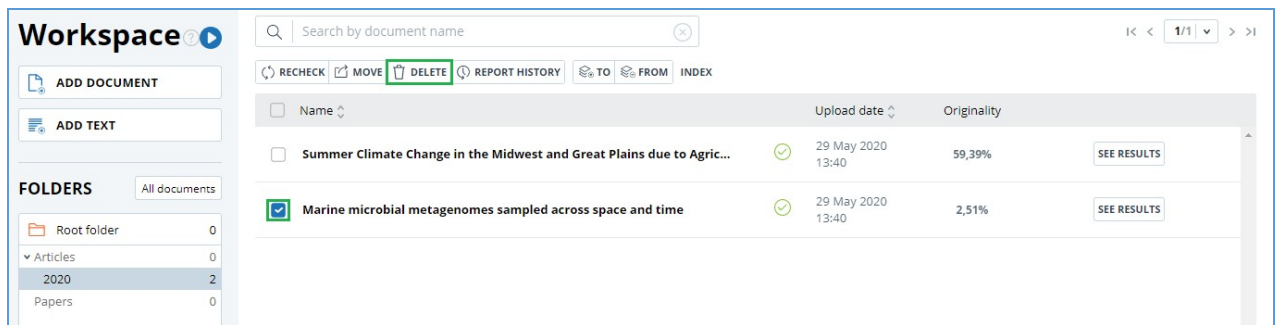 Workspace
Search by document name
1/1
ADD DOCUMENT
ADD TEXT
RECHECK MOVE DELETE REPORT HISTORY TO FROM INDEX
Name Upload date Originality
Summer Climate Change in the Midwest and Great Plains due to Agric... 29 May 2020 59,39% SEE RESULTS
13:40
Marine microbial metagenomes sampled across space and time 29 May 2020 2,51% SEE RESULTS
13:40
FOLDERS All documents
Root folder 0
Articles 0
2020 2
Papers 0